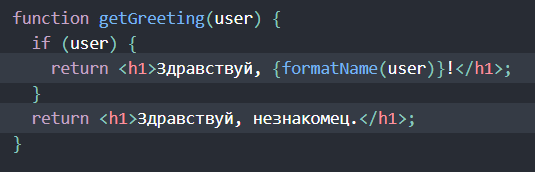 function getGreeting(user) {
  if (user) {
    return <h1>Здравствуй, {formatName(user)}!</h1>;
  }
  return <h1>Здравствуй, незнакомец.</h1>;
}